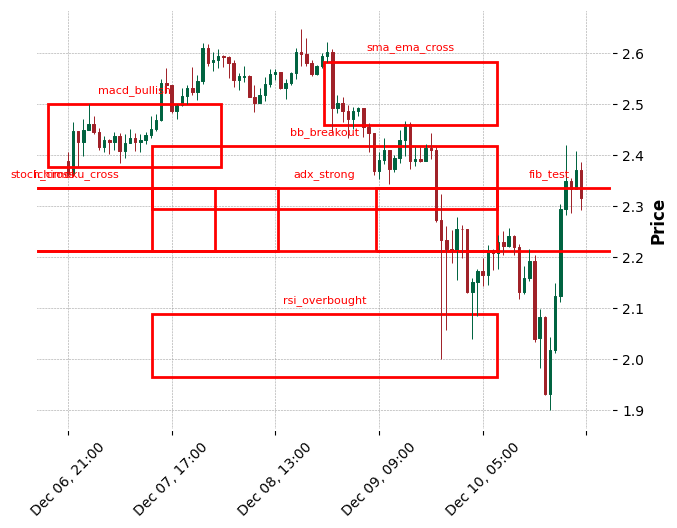 sma_ema_cross
2.6
macd_bullish
2.5
bb_breakout
2.4
adx_strong
fib_test
2.3
Price
2.2
rsi_overbought
2.1
2.0
1.9
Dec 06, 21:00
Dec 07, 17:00
Dec 08, 13:00
Dec 09, 09:00
Dec 10, 05:00